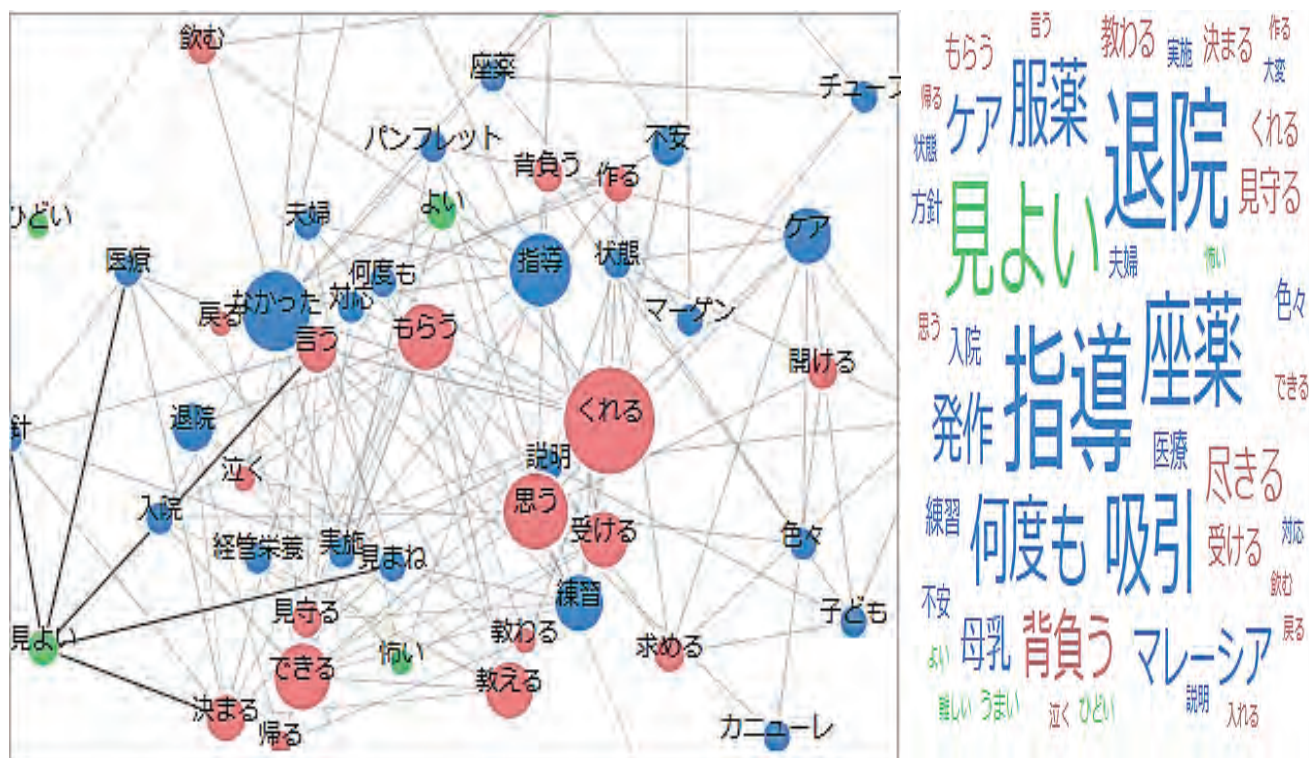 飲む
座薬
パンフレット
不安
背負う
作る
ひどい
よい
夫婦
ケア
医療
指導
状態
何度も
なかった
対応
戻る
もらう
言う
マーゲン
開ける
くれる
退院
針
説明
泣く
思う
入院
受ける
色々
経管栄養
実施
見まね
練習
見守る
子ども
見よい
教わる
求める
怖い
できる
教える
決まる
帰る
カニューレ
言う
教わる
作る
もらう
実施
決まる
大変
帰る
ケア
服薬
退院
くれる
状態
見守る
方針
見よい
夫婦
怖い
色々
思う
入院
指導
座薬
できる
発作
医療
尽きる
練習
何度も
吸引
受ける
対応
不安
飲む
よい
母乳
背負う
マレーシア
戻る
難しい
うまい
泣く
ひどい
説明
入れる